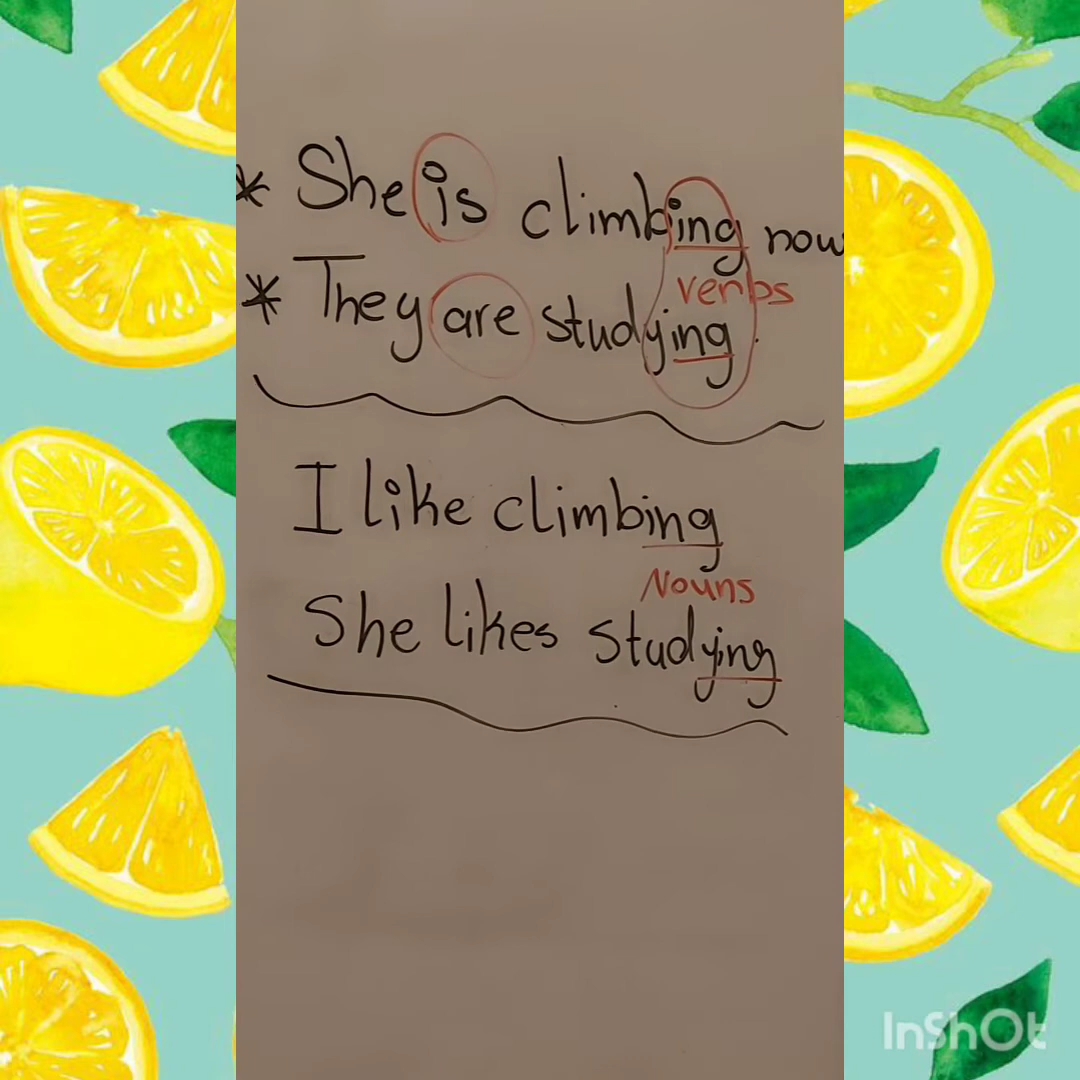 * She is climbing now
* They are studying.
verbs
I like climbing
Nouns
She likes studying
InShOt